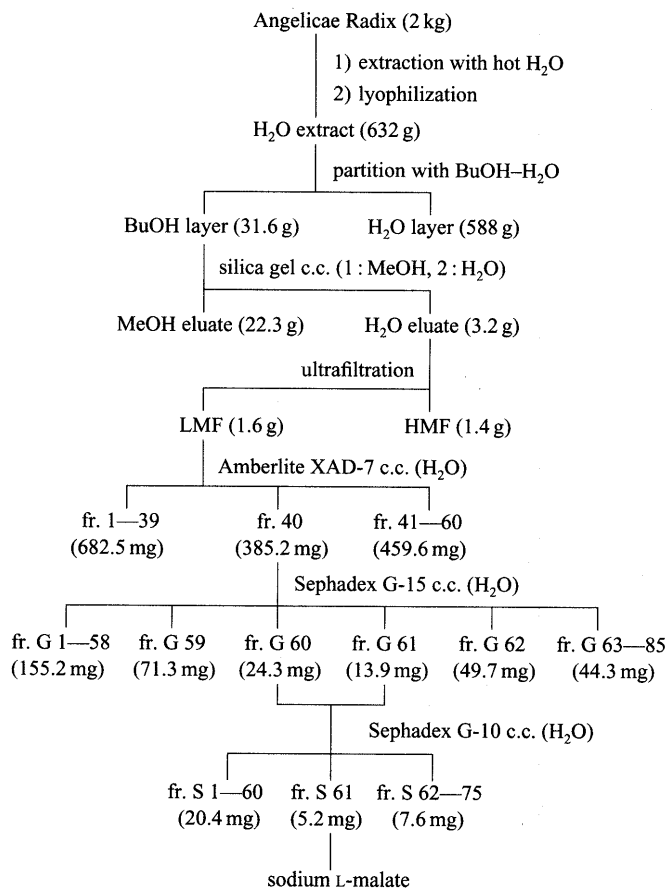 Angelicae Radix (2 kg)
1) extraction with hot H₂O
2) lyophilization
H₂O extract (632 g)
partition with BuOH–H₂O
BuOH layer (31.6 g) H₂O layer (588 g)
silica gel c.c. (1 : MeOH, 2 : H₂O)
MeOH eluate (22.3 g) H₂O eluate (3.2 g)
ultrafiltration
LMF (1.6 g) HMF (1.4 g)
Amberlite XAD-7 c.c. (H₂O)
fr. 1—39 fr. 40 fr. 41—60
(682.5 mg) (385.2 mg) (459.6 mg)
Sephadex G-15 c.c. (H₂O)
fr. G 1—58 fr. G 59 fr. G 60 fr. G 61 fr. G 62 fr. G 63—85
(155.2 mg) (71.3 mg) (24.3 mg) (13.9 mg) (49.7 mg) (44.3 mg)
Sephadex G-10 c.c. (H₂O)
fr. S 1—60 fr. S 61 fr. S 62—75
(20.4 mg) (5.2 mg) (7.6 mg)
sodium L-malate